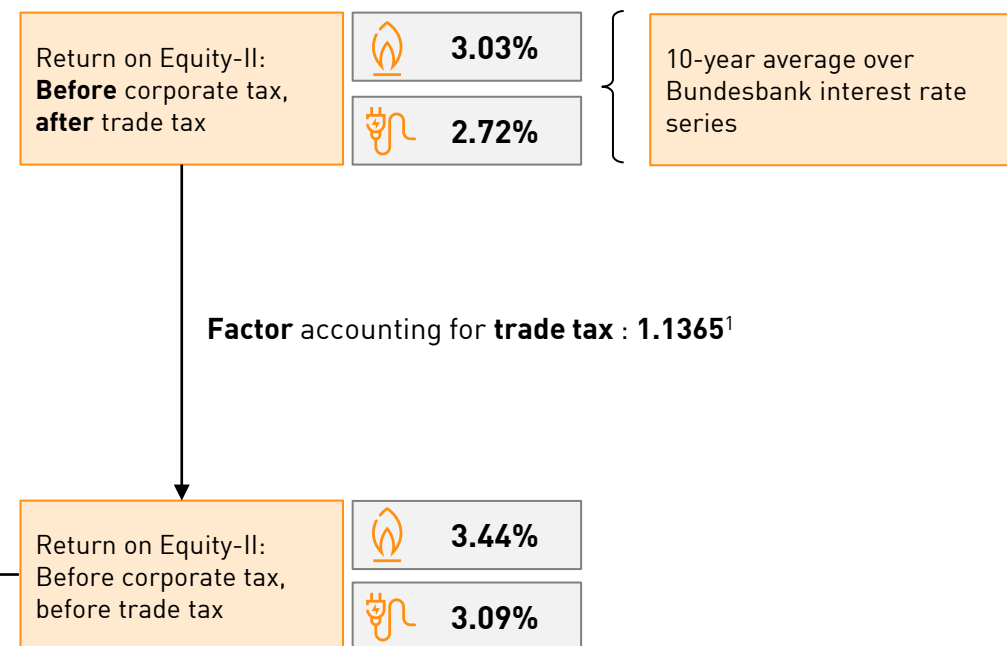 Return on Equity-II:
Before corporate tax,
after trade tax
3.03%
2.72%
10-year average over
Bundesbank interest rate
series
Factor accounting for trade tax : 1.1365¹
Return on Equity-II:
Before corporate tax,
before trade tax
3.44%
3.09%